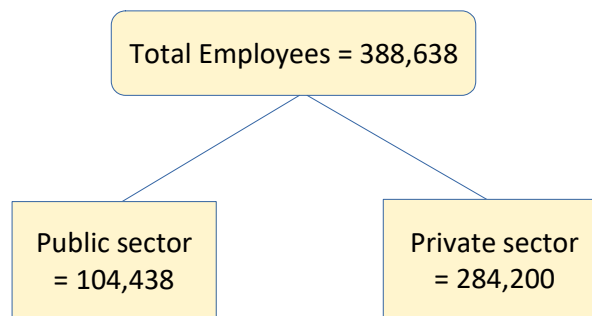 Total Employees = 388,638
Public sector
= 104,438
Private sector
= 284,200